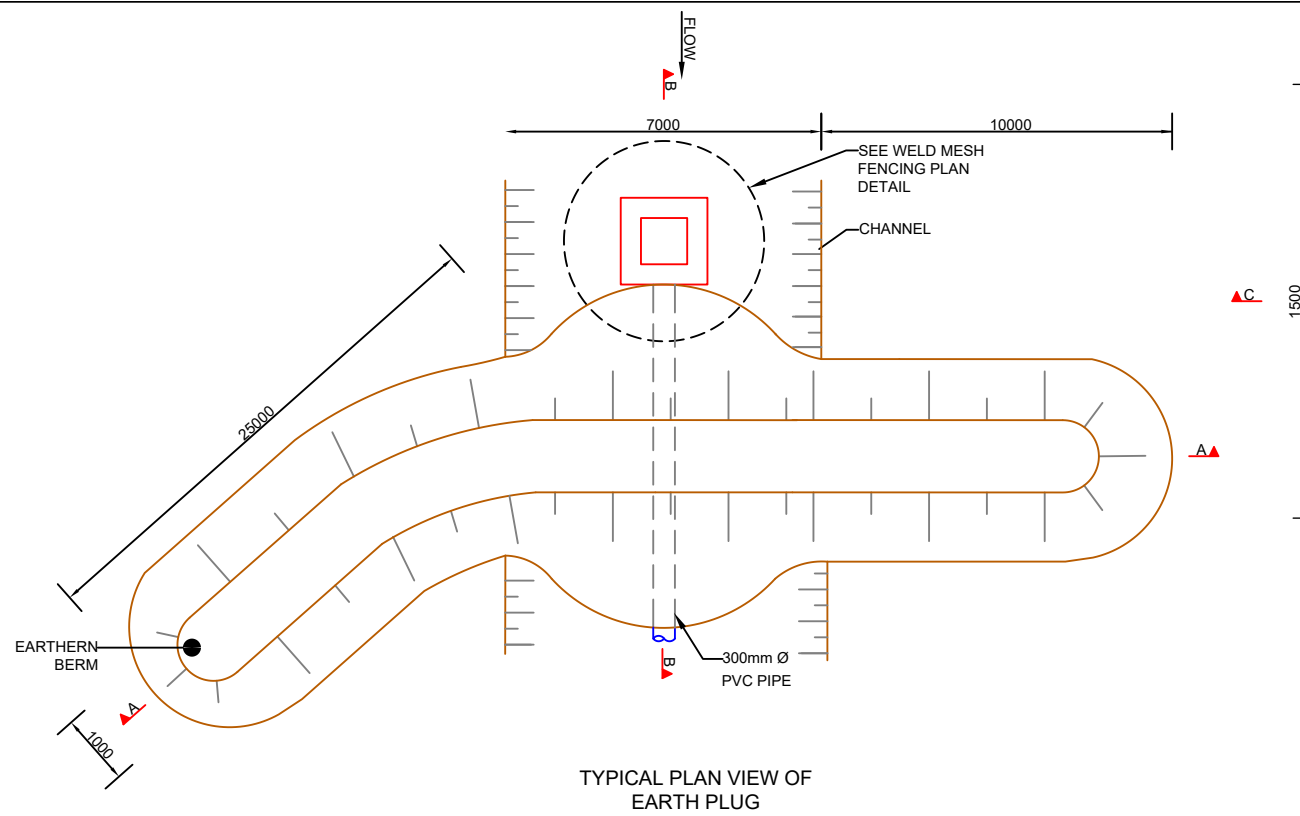 FLOW
B
7000
10000
SEE WELD MESH
FENCING PLAN
DETAIL
CHANNEL
C
1500
25000
A
EARTHERN
BERM
300mm Ø
PVC PIPE
B
A
1000
TYPICAL PLAN VIEW OF
EARTH PLUG